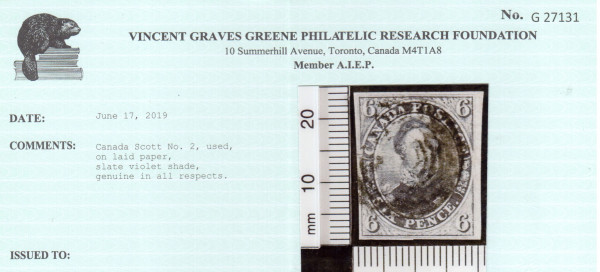 No. G 27131
VINCENT GRAVES GREENE PHILATELIC RESEARCH FOUNDATION
10 Summerhill Avenue, Toronto, Canada M4T1A8
Member A.I.E.P.
DATE: June 17, 2019
COMMENTS: Canada Scott No. 2, used,
on laid paper,
slate violet shade,
genuine in all respects.
mm 10 20
6 CANADA POSTAGE 6
6 SIX PENCE. 6
ISSUED TO: